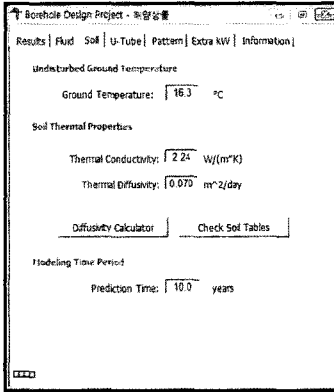 Borehole Design Project -
Results Fluid Soil U-Tube Pattern Extra kW Information
Undisturbed Ground Temperature
Ground Temperature: 16.3 °C
Soil Thermal Properties
Thermal Conductivity: 2.24 W/(m*K)
Thermal Diffusivity: 0.070 m^2/day
Diffusivity Calculator Check Soil Tables
Modeling Time Period
Prediction Time: 10.0 years